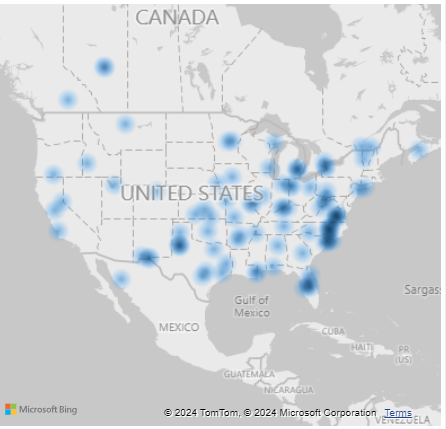 CANADA
UNITED STATES
Sargass
Gulf of
Mexico
MEXICO
CUBA
HAITI
PR
(US)
GUATEMALA
NICARAGUA
Microsoft Bing
© 2024 TomTom, © 2024 Microsoft Corporation Terms
VENEZUELA